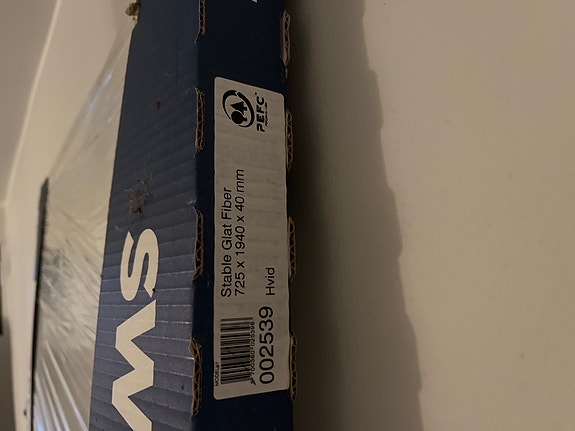 PEFC
Stable Glat Fiber
725 x 1940 x 40 mm
002539 Hvid
MS